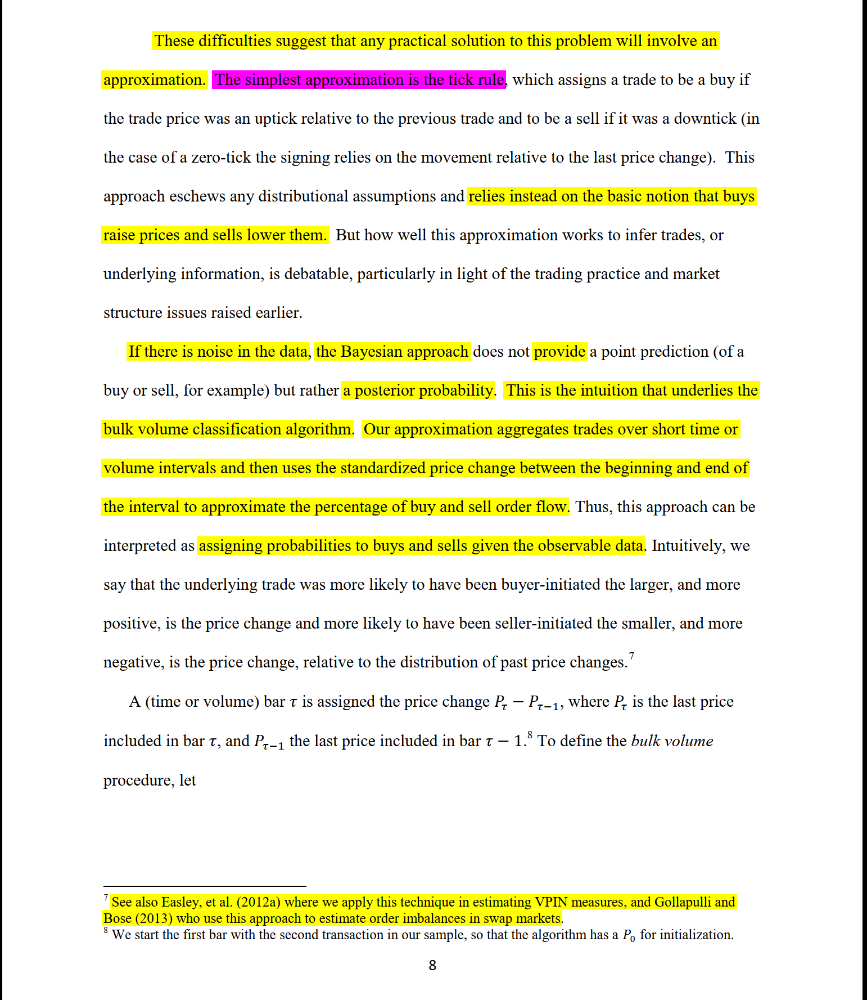 These difficulties suggest that any practical solution to this problem will involve an
approximation. The simplest approximation is the tick rule, which assigns a trade to be a buy if
the trade price was an uptick relative to the previous trade and to be a sell if it was a downtick (in
the case of a zero-tick the signing relies on the movement relative to the last price change).  This
approach eschews any distributional assumptions and relies instead on the basic notion that buys
raise prices and sells lower them.  But how well this approximation works to infer trades, or
underlying information, is debatable, particularly in light of the trading practice and market
structure issues raised earlier.
If there is noise in the data, the Bayesian approach does not provide a point prediction (of a
buy or sell, for example) but rather a posterior probability.  This is the intuition that underlies the
bulk volume classification algorithm.  Our approximation aggregates trades over short time or
volume intervals and then uses the standardized price change between the beginning and end of
the interval to approximate the percentage of buy and sell order flow. Thus, this approach can be
interpreted as assigning probabilities to buys and sells given the observable data. Intuitively, we
say that the underlying trade was more likely to have been buyer-initiated the larger, and more
positive, is the price change and more likely to have been seller-initiated the smaller, and more
negative, is the price change, relative to the distribution of past price changes.⁷
A (time or volume) bar τ is assigned the price change P_τ − P_{τ−1}, where P_τ is the last price
included in bar τ, and P_{τ−1} the last price included in bar τ − 1.⁸ To define the bulk volume
procedure, let
⁷ See also Easley, et al. (2012a) where we apply this technique in estimating VPIN measures, and Gollapulli and
Bose (2013) who use this approach to estimate order imbalances in swap markets.
⁸ We start the first bar with the second transaction in our sample, so that the algorithm has a P₀ for initialization.
8